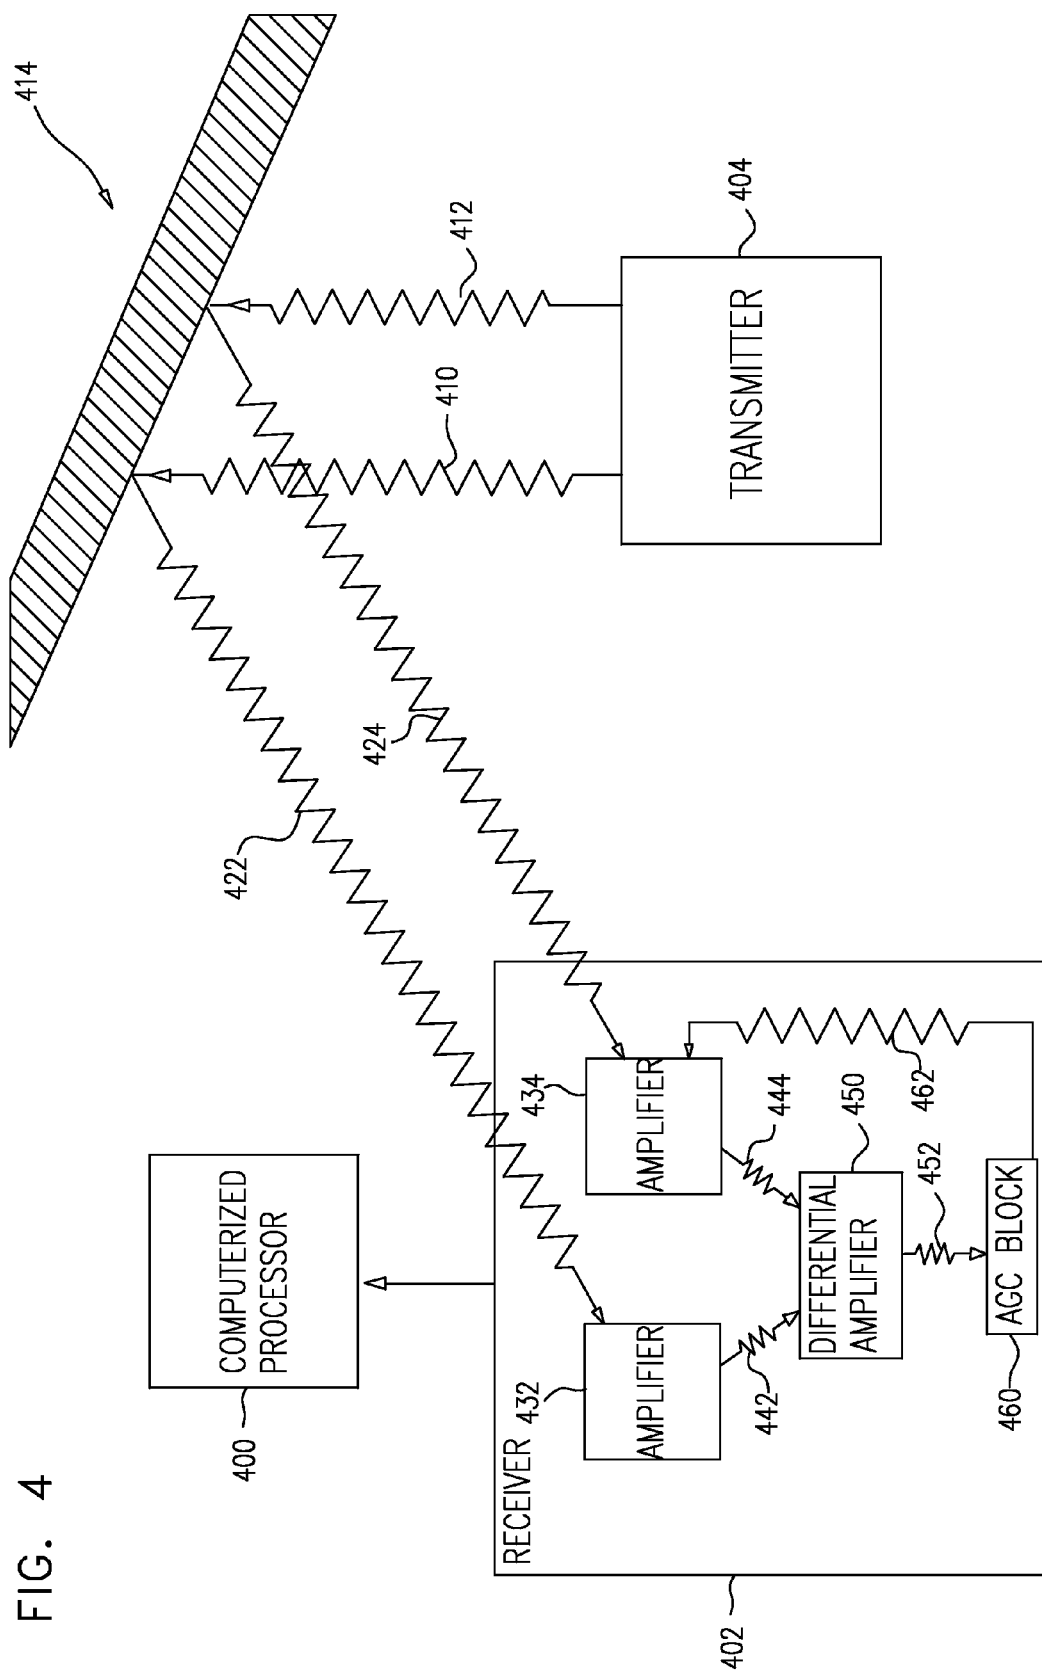 FIG. 4
400
COMPUTERIZED
PROCESSOR
414
422
424
410
412
404
TRANSMITTER
402
RECEIVER
432
AMPLIFIER
434
AMPLIFIER
442
444
DIFFERENTIAL
AMPLIFIER
450
452
462
460
AGC BLOCK